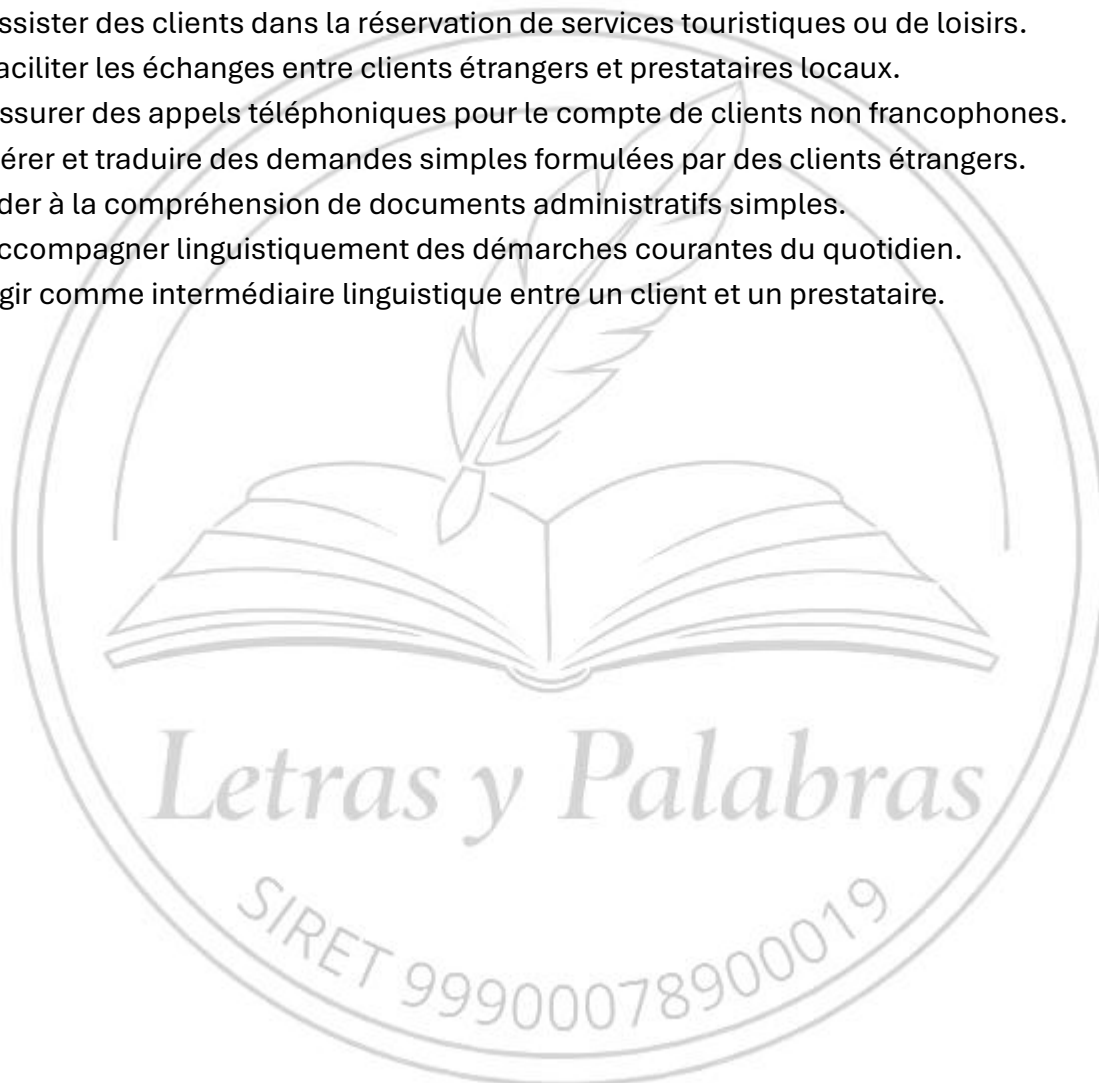 ssister des clients dans la réservation de services touristiques ou de loisirs.
aciliter les échanges entre clients étrangers et prestataires locaux.
ssurer des appels téléphoniques pour le compte de clients non francophones.
érer et traduire des demandes simples formulées par des clients étrangers.
der à la compréhension de documents administratifs simples.
ccompagner linguistiquement des démarches courantes du quotidien.
gir comme intermédiaire linguistique entre un client et un prestataire.
Letras y Palabras
SIRET 99900078900019